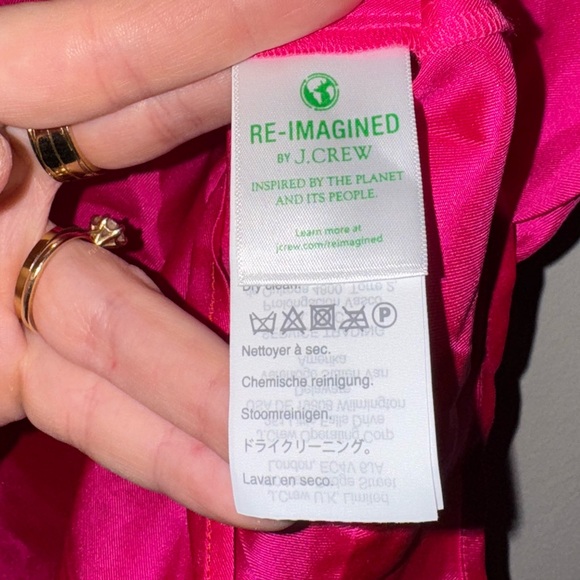 RE-IMAGINED
BY J.CREW
INSPIRED BY THE PLANET
AND ITS PEOPLE.
Learn more at
jcrew.com/reimagined
Dry clean.
P
Nettoyer à sec.
Chemische reinigung.
Stoomreinigen.
ドライクリーニング。
Lavar en seco.